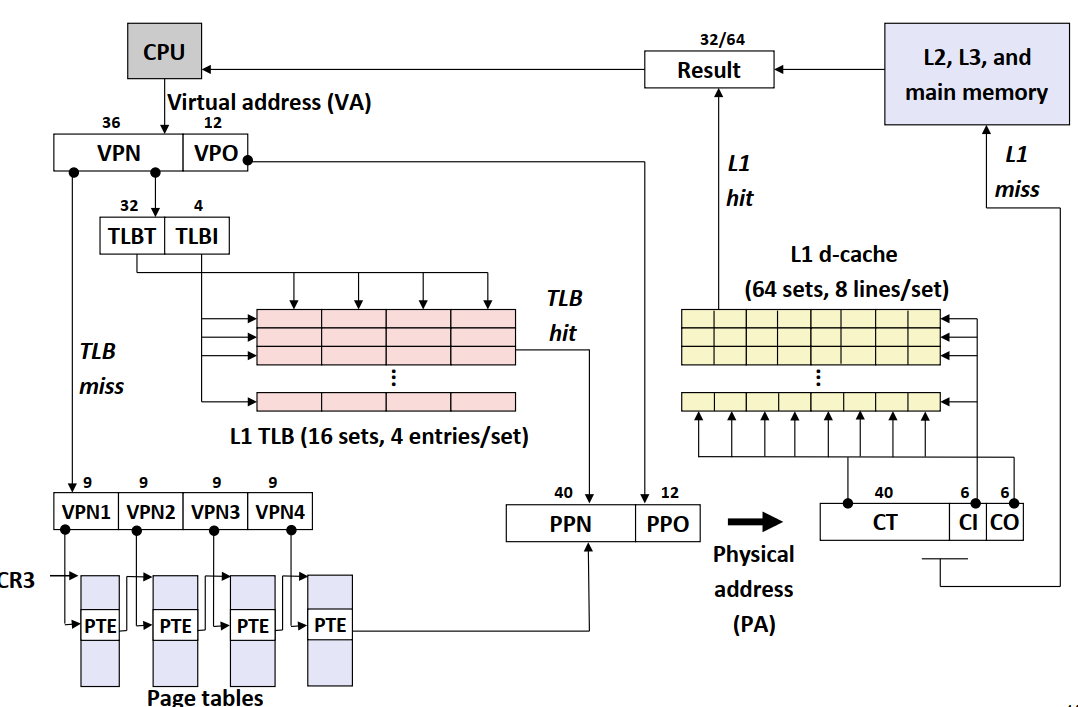 32/64
CPU
Result
L2, L3, and
main memory
Virtual address (VA)
36 12
VPN VPO
L1
hit
L1
miss
32 4
TLBT TLBI
L1 d-cache
(64 sets, 8 lines/set)
TLB
hit
TLB
miss
...
...
L1 TLB (16 sets, 4 entries/set)
9 9 9 9
VPN1 VPN2 VPN3 VPN4
40 12
PPN PPO
40 6 6
CT CI CO
Physical
address
(PA)
CR3
PTE PTE PTE PTE
Page tables